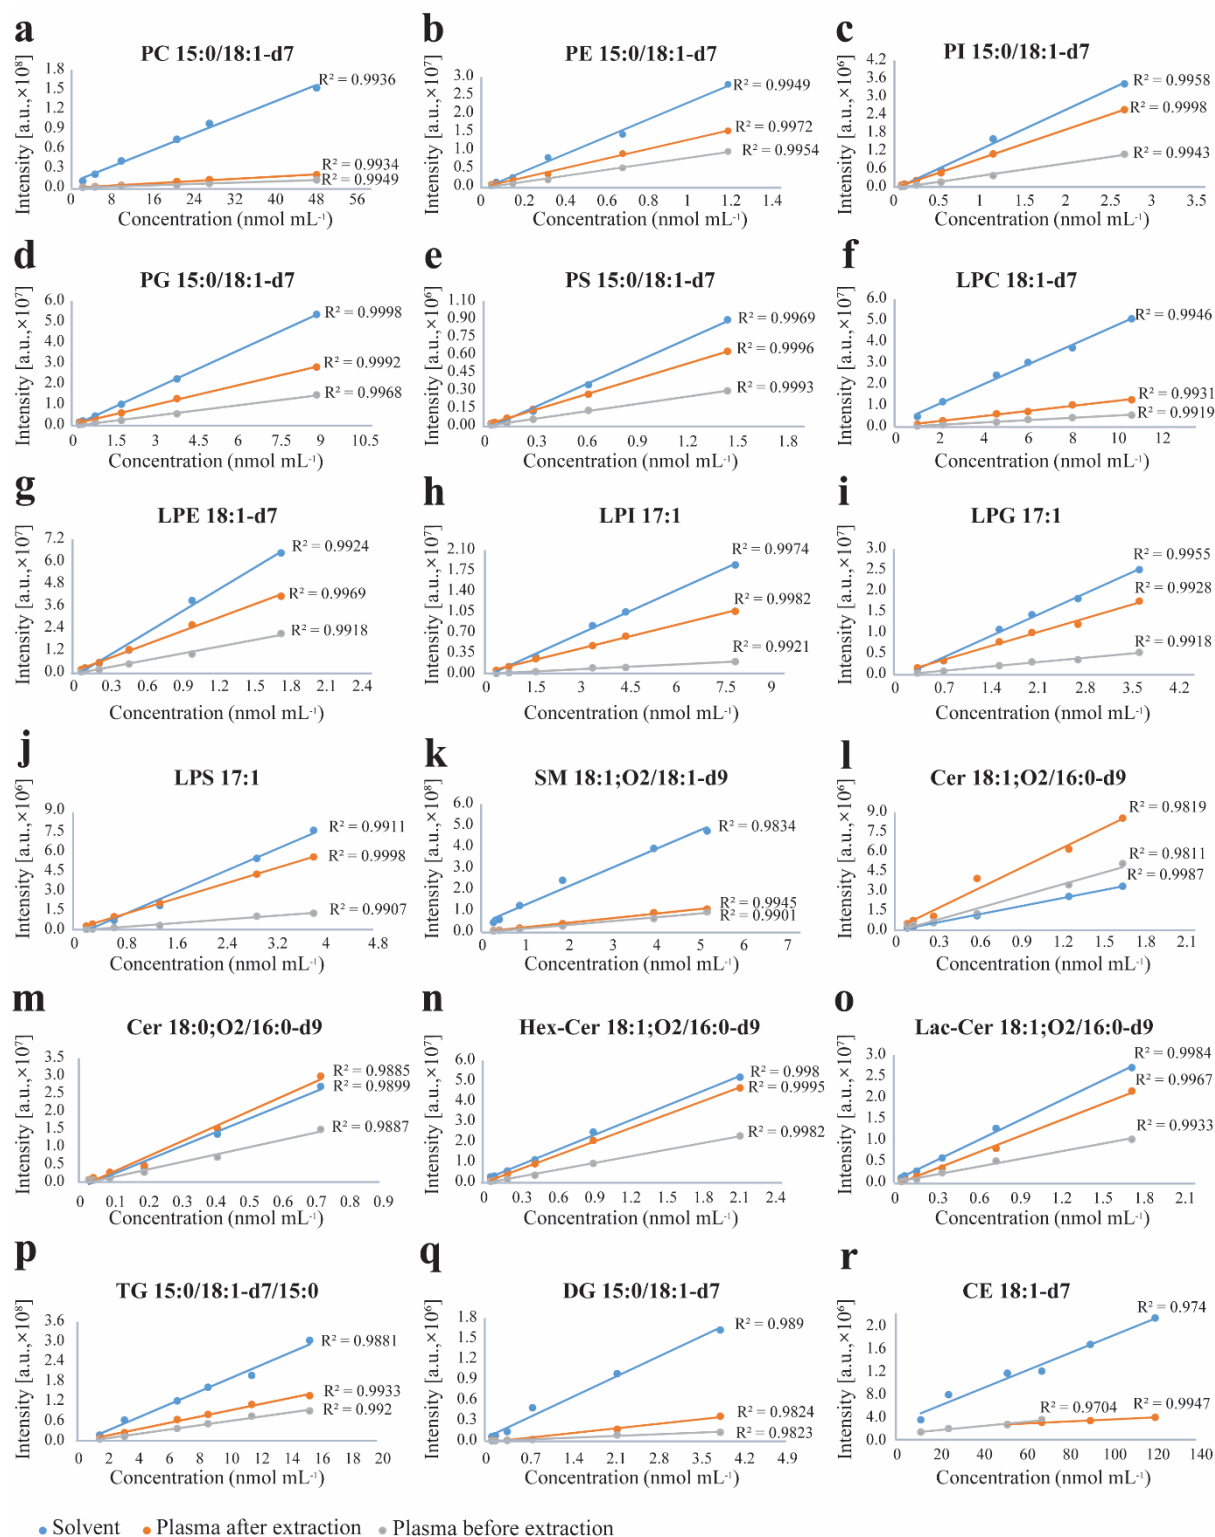 a
PC 15:0/18:1-d7
Intensity [a.u.,×10⁸]
1.8
1.5
1.2
0.9
0.6
0.3
0.0
R² = 0.9936
R² = 0.9934
R² = 0.9949
0 8 16 24 32 40 48 56
Concentration (nmol mL⁻¹)
b
PE 15:0/18:1-d7
Intensity [a.u.,×10⁷]
3.0
2.5
2.0
1.5
1.0
0.5
0.0
R² = 0.9949
R² = 0.9972
R² = 0.9954
0 0.2 0.4 0.6 0.8 1 1.2 1.4
Concentration (nmol mL⁻¹)
c
PI 15:0/18:1-d7
Intensity [a.u.,×10⁶]
4.2
3.6
3.0
2.4
1.8
1.2
0.6
0.0
R² = 0.9958
R² = 0.9998
R² = 0.9943
0 0.5 1 1.5 2 2.5 3 3.5
Concentration (nmol mL⁻¹)
d
PG 15:0/18:1-d7
Intensity [a.u.,×10⁷]
6.0
5.0
4.0
3.0
2.0
1.0
0.0
R² = 0.9998
R² = 0.9992
R² = 0.9968
0 1.5 3 4.5 6 7.5 9 10.5
Concentration (nmol mL⁻¹)
e
PS 15:0/18:1-d7
Intensity [a.u.,×10⁶]
1.10
0.90
0.75
0.60
0.45
0.30
0.15
0.00
R² = 0.9969
R² = 0.9996
R² = 0.9993
0 0.3 0.6 0.9 1.2 1.5 1.8
Concentration (nmol mL⁻¹)
f
LPC 18:1-d7
Intensity [a.u.,×10⁷]
6.0
5.0
4.0
3.0
2.0
1.0
0.0
R² = 0.9946
R² = 0.9931
R² = 0.9919
0 2 4 6 8 10 12
Concentration (nmol mL⁻¹)
g
LPE 18:1-d7
Intensity [a.u.,×10⁷]
7.2
6.0
4.8
3.6
2.4
1.2
0.0
R² = 0.9924
R² = 0.9969
R² = 0.9918
0 0.3 0.6 0.9 1.2 1.5 1.8 2.1 2.4
Concentration (nmol mL⁻¹)
h
LPI 17:1
Intensity [a.u.,×10⁷]
2.10
1.75
1.40
1.05
0.70
0.35
0.00
R² = 0.9974
R² = 0.9982
R² = 0.9921
0 1.5 3 4.5 6 7.5 9
Concentration (nmol mL⁻¹)
i
LPG 17:1
Intensity [a.u.,×10⁷]
3.0
2.5
2.0
1.5
1.0
0.5
0.0
R² = 0.9955
R² = 0.9928
R² = 0.9918
0 0.7 1.4 2.1 2.8 3.5 4.2
Concentration (nmol mL⁻¹)
j
LPS 17:1
Intensity [a.u.,×10⁶]
9.0
7.5
6.0
4.5
3.0
1.5
0.0
R² = 0.9911
R² = 0.9998
R² = 0.9907
0 0.8 1.6 2.4 3.2 4 4.8
Concentration (nmol mL⁻¹)
k
SM 18:1;O2/18:1-d9
Intensity [a.u.,×10⁸]
6.0
5.0
4.0
3.0
2.0
1.0
0.0
R² = 0.9834
R² = 0.9945
R² = 0.9901
0 1 2 3 4 5 6 7
Concentration (nmol mL⁻¹)
l
Cer 18:1;O2/16:0-d9
Intensity [a.u.,×10⁶]
9.0
7.5
6.0
4.5
3.0
1.5
0
R² = 0.9819
R² = 0.9811
R² = 0.9987
0 0.3 0.6 0.9 1.2 1.5 1.8 2.1
Concentration (nmol mL⁻¹)
m
Cer 18:0;O2/16:0-d9
Intensity [a.u.,×10⁷]
3.5
3.0
2.5
2.0
1.5
1.0
0.5
0.0
R² = 0.9885
R² = 0.9899
R² = 0.9887
0 0.1 0.2 0.3 0.4 0.5 0.6 0.7 0.8 0.9
Concentration (nmol mL⁻¹)
n
Hex-Cer 18:1;O2/16:0-d9
Intensity [a.u.,×10⁷]
6.0
5.0
4.0
3.0
2.0
1.0
0.0
R² = 0.998
R² = 0.9995
R² = 0.9982
0 0.3 0.6 0.9 1.2 1.5 1.8 2.1 2.4
Concentration (nmol mL⁻¹)
o
Lac-Cer 18:1;O2/16:0-d9
Intensity [a.u.,×10⁷]
3.0
2.5
2.0
1.5
1.0
0.5
0.0
R² = 0.9984
R² = 0.9967
R² = 0.9933
0 0.3 0.6 0.9 1.2 1.5 1.8 2.1
Concentration (nmol mL⁻¹)
p
TG 15:0/18:1-d7/15:0
Intensity [a.u.,×10⁸]
3.6
3.0
2.4
1.8
1.2
0.6
0.0
R² = 0.9881
R² = 0.9933
R² = 0.992
0 2 4 6 8 10 12 14 16 18 20
Concentration (nmol mL⁻¹)
q
DG 15:0/18:1-d7
Intensity [a.u.,×10⁶]
1.8
1.5
1.2
0.9
0.6
0.3
0.0
R² = 0.989
R² = 0.9824
R² = 0.9823
0 0.7 1.4 2.1 2.8 3.5 4.2 4.9
Concentration (nmol mL⁻¹)
r
CE 18:1-d7
Intensity [a.u.,×10⁶]
2.0
1.6
1.2
0.8
4.0
0.0
R² = 0.974
R² = 0.9704
R² = 0.9947
0 20 40 60 80 100 120 140
Concentration (nmol mL⁻¹)
Solvent Plasma after extraction Plasma before extraction